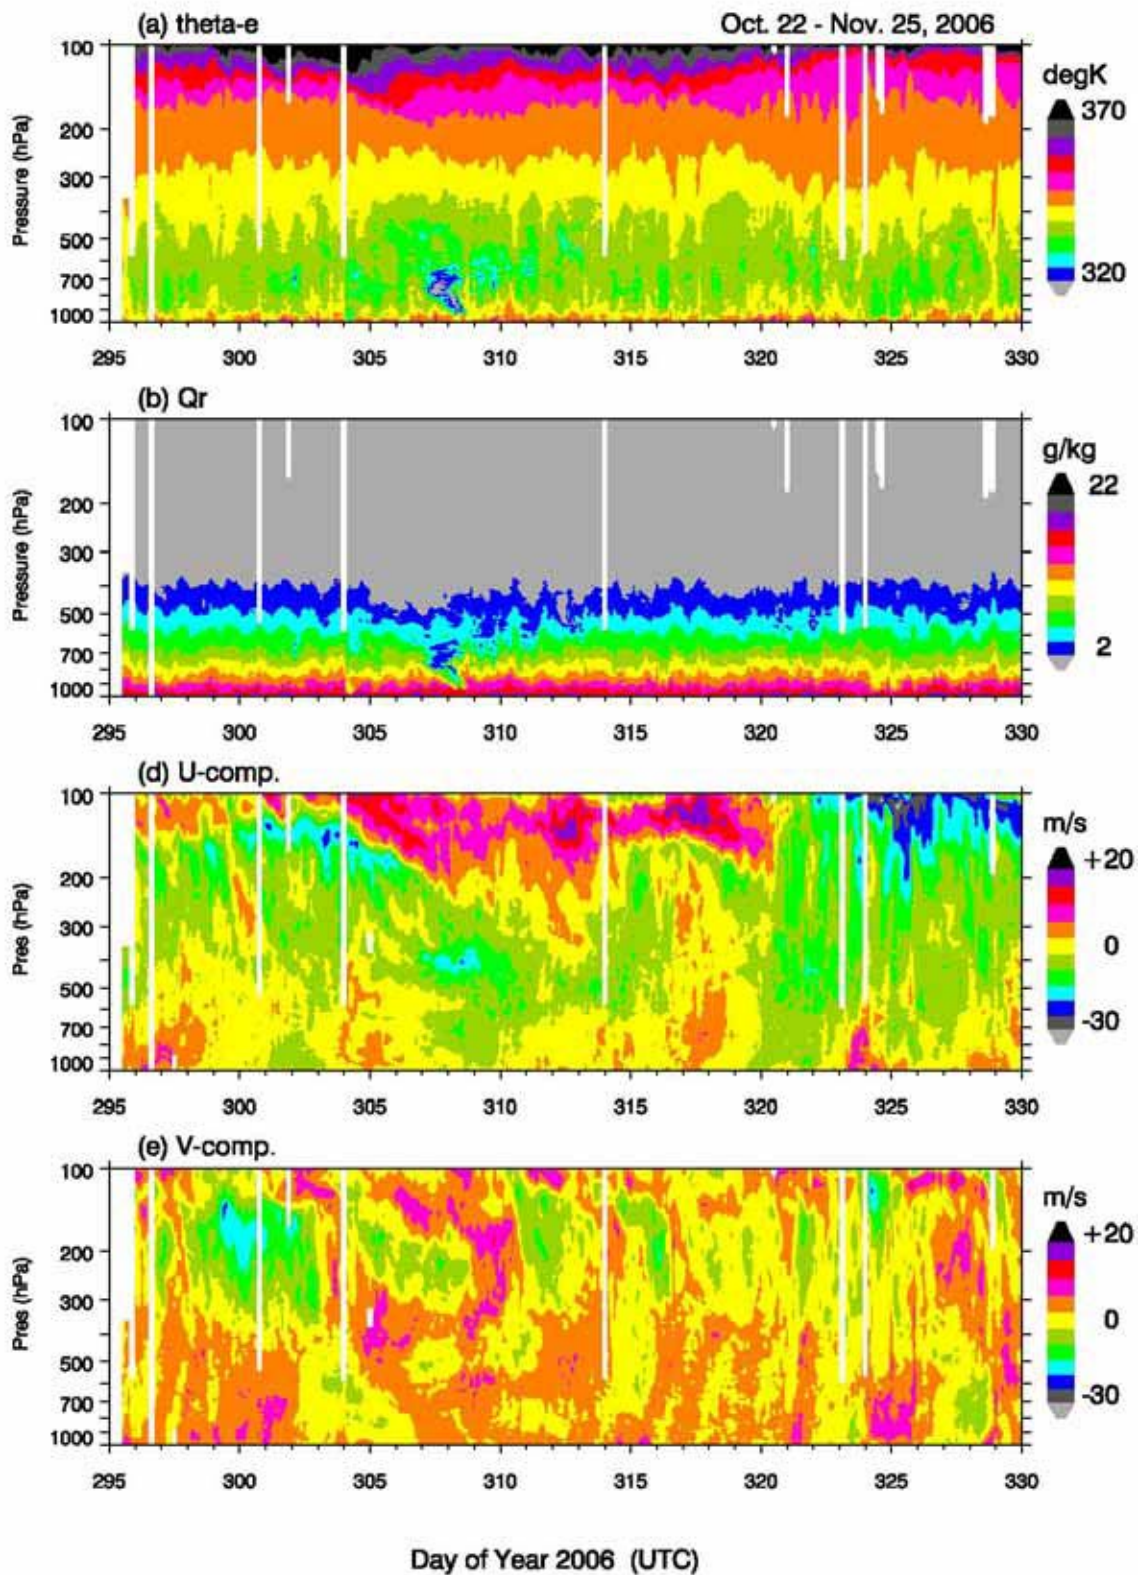 (a) theta-e Oct. 22 - Nov. 25, 2006
Pressure (hPa)
100
200
300
500
700
1000
295 300 305 310 315 320 325 330
degK
370
320
(b) Qr
Pressure (hPa)
100
200
300
500
700
1000
295 300 305 310 315 320 325 330
g/kg
22
2
(d) U-comp.
Pres (hPa)
100
200
300
500
700
1000
295 300 305 310 315 320 325 330
m/s
+20
0
-30
(e) V-comp.
Pres (hPa)
100
200
300
500
700
1000
295 300 305 310 315 320 325 330
m/s
+20
0
-30
Day of Year 2006 (UTC)